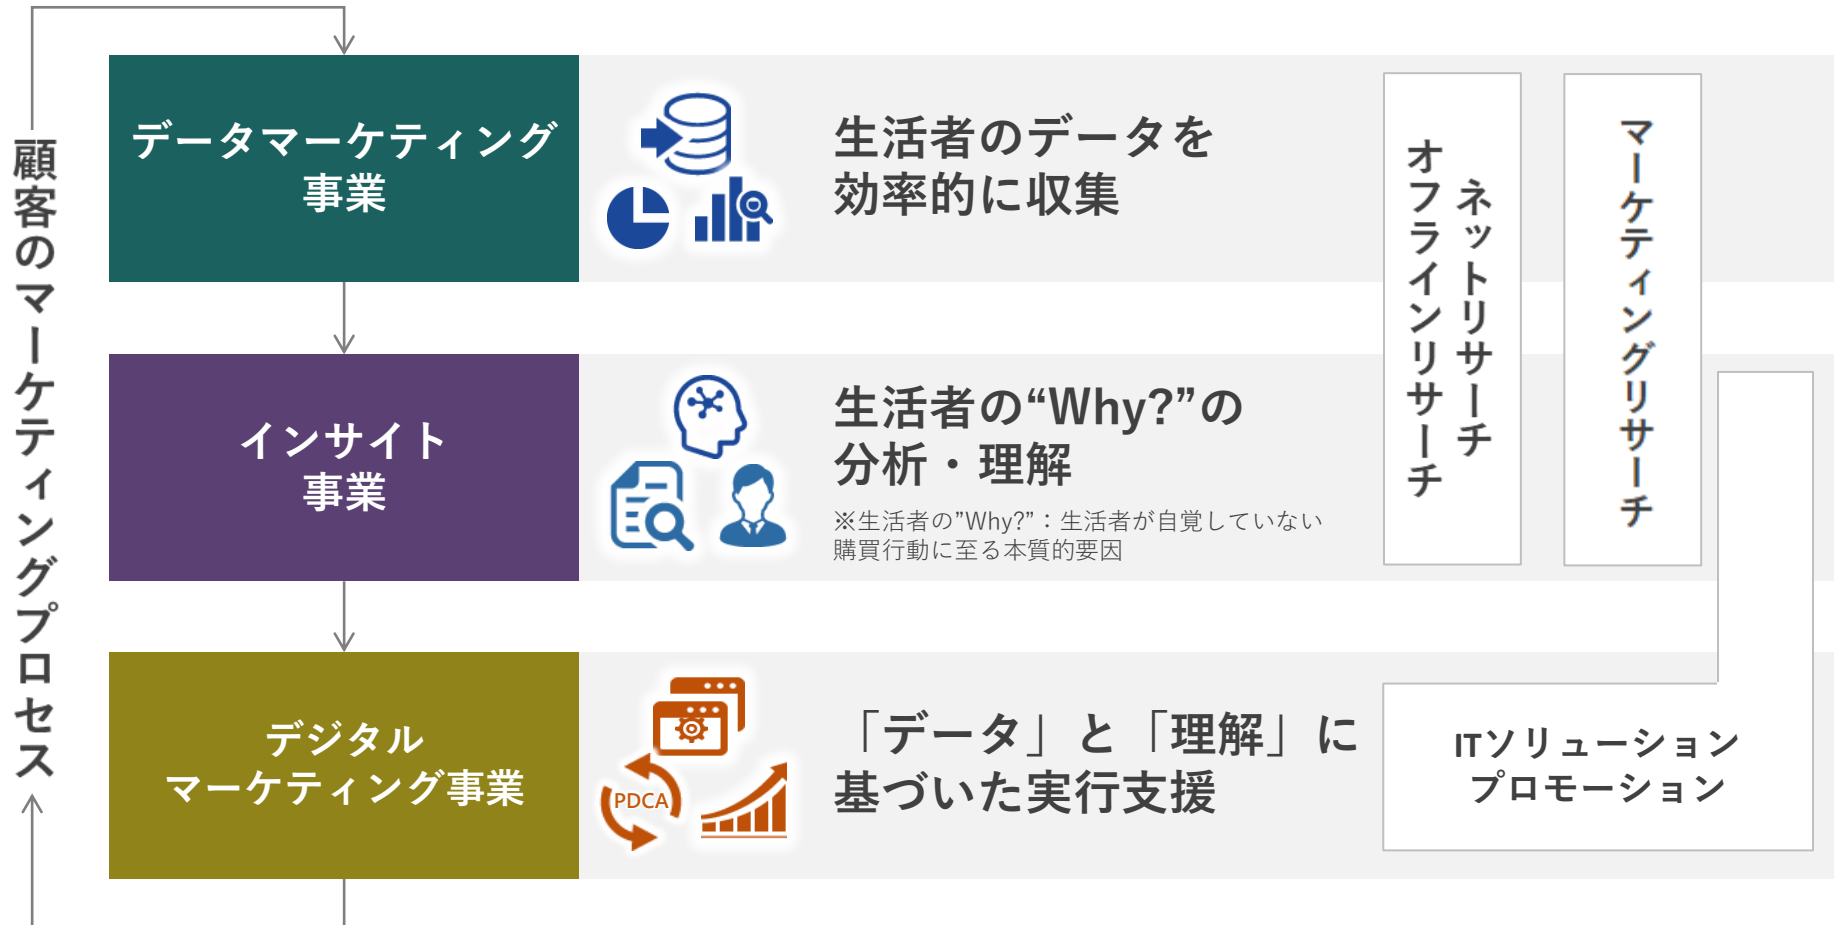 顧客のマーケティングプロセス
データマーケティング
事業
生活者のデータを
効率的に収集
ネットリサーチ
オフラインリサーチ
マーケティングリサーチ
インサイト
事業
生活者の“Why?”の
分析・理解
※生活者の”Why?”：生活者が自覚していない
購買行動に至る本質的要因
デジタル
マーケティング事業
PDCA
「データ」と「理解」に
基づいた実行支援
ITソリューション
プロモーション